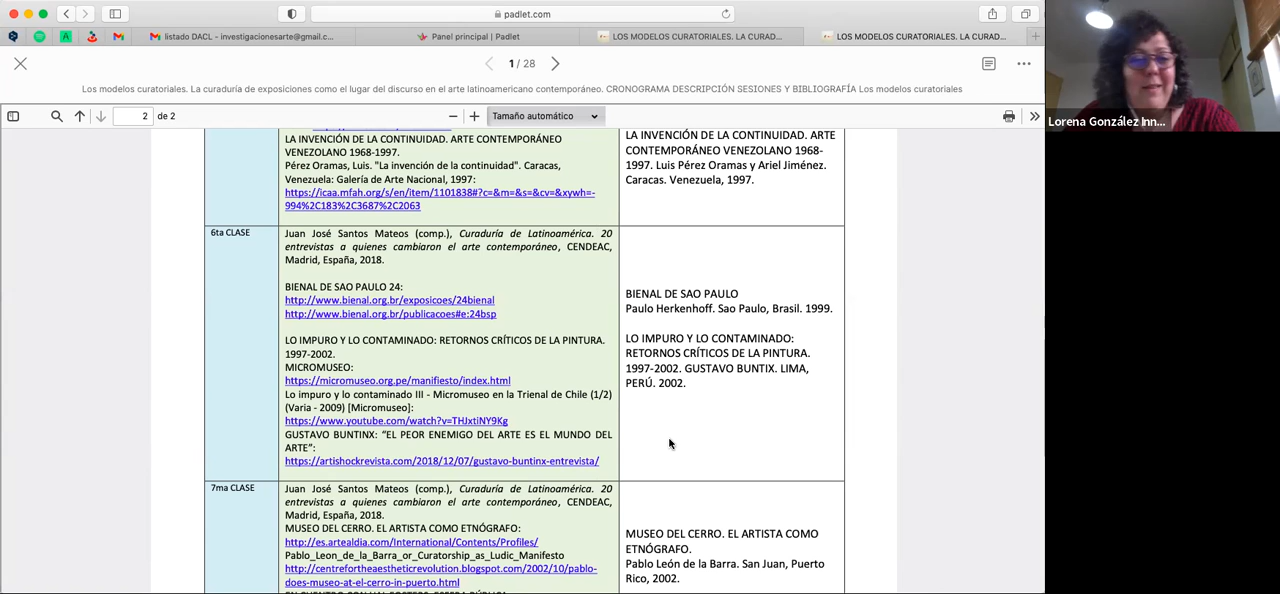 padlet.com
listado DACL - investigacionesarte@gmail.c...
Panel principal | Padlet
LOS MODELOS CURATORIALES. LA CURAD...
LOS MODELOS CURATORIALES. LA CURAD...
1 / 28
Los modelos curatoriales. La curaduría de exposiciones como el lugar del discurso en el arte latinoamericano contemporáneo. CRONOGRAMA DESCRIPCIÓN SESIONES Y BIBLIOGRAFÍA Los modelos curatoriales
2 de 2
Tamaño automático
Lorena González Inn...
LA INVENCIÓN DE LA CONTINUIDAD. ARTE
CONTEMPORÁNEO
VENEZOLANO 1968-1997.
Pérez Oramas, Luis. "La invención de la continuidad". Caracas,
Venezuela: Galería de Arte Nacional, 1997:
https://icaa.mfah.org/s/en/item/1101838#?c=&m=&s=&cv=&xywh=-
994%2C183%2C3687%2C2063
LA INVENCIÓN DE LA CONTINUIDAD. ARTE
CONTEMPORÁNEO VENEZOLANO 1968-
1997. Luis Pérez Oramas y Ariel Jiménez.
Caracas. Venezuela, 1997.
6ta CLASE
Juan José Santos Mateos (comp.), Curaduría de Latinoamérica. 20
entrevistas a quienes cambiaron el arte contemporáneo, CENDEAC,
Madrid, España, 2018.
BIENAL DE SAO PAULO 24:
http://www.bienal.org.br/exposicoes/24bienal
http://www.bienal.org.br/publicacoes#e:24bsp
LO IMPURO Y LO CONTAMINADO: RETORNOS CRÍTICOS DE LA PINTURA.
1997-2002.
MICROMUSEO:
https://micromuseo.org.pe/manifiesto/index.html
Lo impuro y lo contaminado III - Micromuseo en la Trienal de Chile (1/2)
(Varia - 2009) [Micromuseo]:
https://www.youtube.com/watch?v=THJxtiNY9Kg
GUSTAVO BUNTINX: “EL PEOR ENEMIGO DEL ARTE ES EL MUNDO DEL
ARTE”:
https://artishockrevista.com/2018/12/07/gustavo-buntinx-entrevista/
BIENAL DE SAO PAULO
Paulo Herkenhoff. Sao Paulo, Brasil. 1999.
LO IMPURO Y LO CONTAMINADO:
RETORNOS CRÍTICOS DE LA PINTURA.
1997-2002. GUSTAVO BUNTIX. LIMA,
PERÚ. 2002.
7ma CLASE
Juan José Santos Mateos (comp.), Curaduría de Latinoamérica. 20
entrevistas a quienes cambiaron el arte contemporáneo, CENDEAC,
Madrid, España, 2018.
MUSEO DEL CERRO. EL ARTISTA COMO ETNÓGRAFO:
http://es.artealdia.com/International/Contents/Profiles/
Pablo_Leon_de_la_Barra_or_Curatorship_as_Ludic_Manifesto
http://centrefortheaestheticrevolution.blogspot.com/2002/10/pablo-
does-museo-at-el-cerro-in-puerto.html
MUSEO DEL CERRO. EL ARTISTA COMO
ETNÓGRAFO.
Pablo León de la Barra. San Juan, Puerto
Rico, 2002.